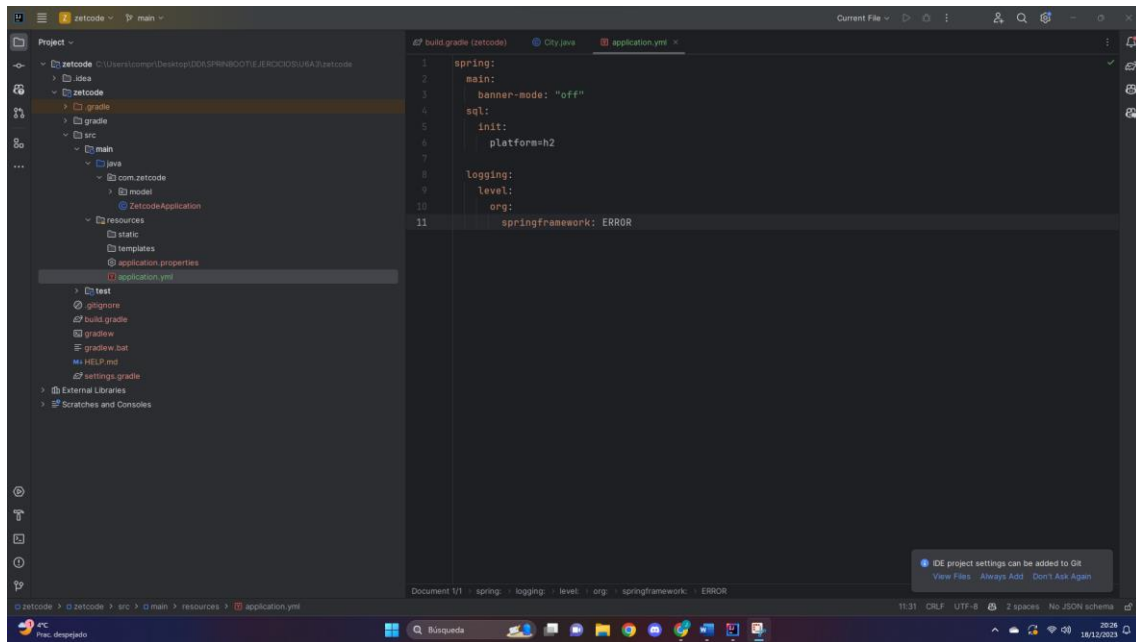 zetcode main Current File
Project
build.gradle (zetcode) City.java application.yml
zetcode C:\Users\compr\Desktop\DDI\SPRINBOOT\EJERCICIOS\U6A3\zetcode
.idea
zetcode
.gradle
gradle
src
main
java
com.zetcode
model
ZetcodeApplication
resources
static
templates
application.properties
application.yml
test
.gitignore
build.gradle
gradlew
gradlew.bat
HELP.md
settings.gradle
External Libraries
Scratches and Consoles
1 spring:
2 main:
3 banner-mode: "off"
4 sql:
5 init:
6 platform=h2
7
8 logging:
9 level:
10 org:
11 springframework: ERROR
IDE project settings can be added to Git
View Files Always Add Don't Ask Again
Document 1/1 spring: logging: level: org: springframework: ERROR
zetcode zetcode src main resources application.yml 11:31 CRLF UTF-8 2 spaces No JSON schema
4°C
Prac. despejado
Búsqueda
20:26
18/12/2023